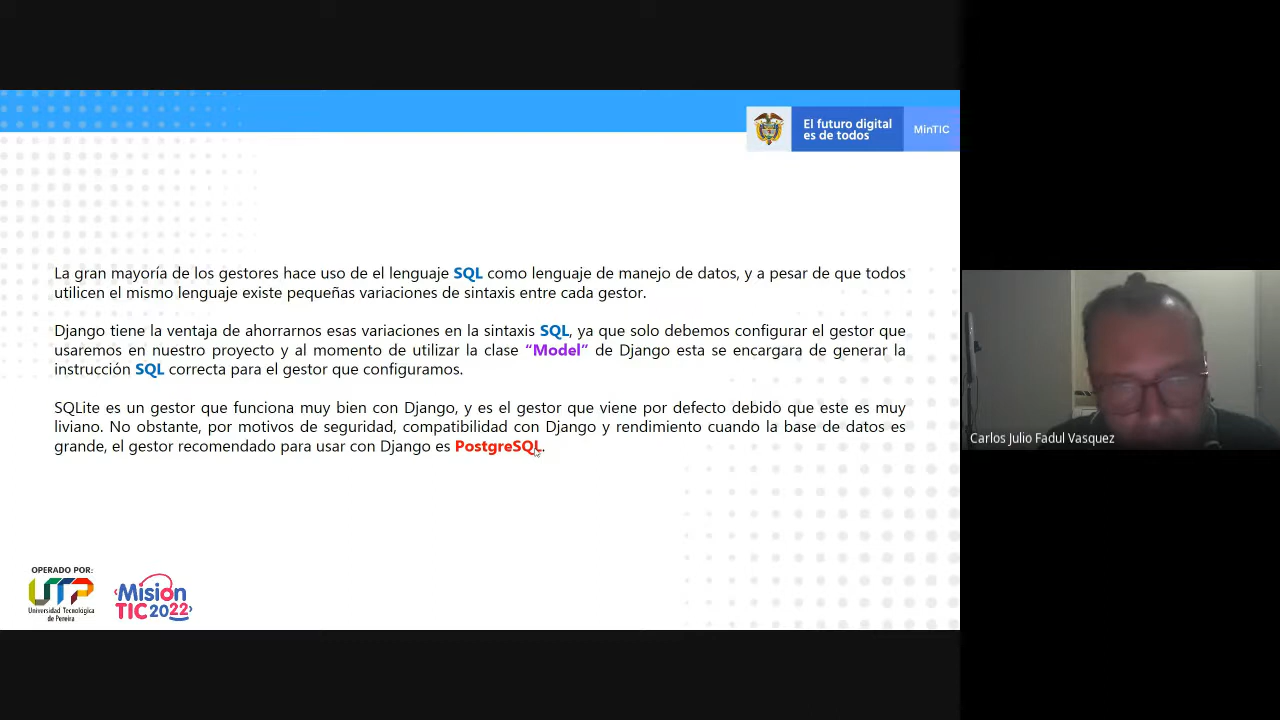 El futuro digital
es de todos
MinTIC
La gran mayoría de los gestores hace uso de el lenguaje SQL como lenguaje de manejo de datos, y a pesar de que todos
utilicen el mismo lenguaje existe pequeñas variaciones de sintaxis entre cada gestor.
Django tiene la ventaja de ahorrarnos esas variaciones en la sintaxis SQL, ya que solo debemos configurar el gestor que
usaremos en nuestro proyecto y al momento de utilizar la clase “Model” de Django esta se encargara de generar la
instrucción SQL correcta para el gestor que configuramos.
SQLite es un gestor que funciona muy bien con Django, y es el gestor que viene por defecto debido que este es muy
liviano. No obstante, por motivos de seguridad, compatibilidad con Django y rendimiento cuando la base de datos es
grande, el gestor recomendado para usar con Django es PostgreSQL.
Carlos Julio Fadul Vasquez
OPERADO POR:
UTP
Universidad Tecnológica
de Pereira
Misión
TIC 2022